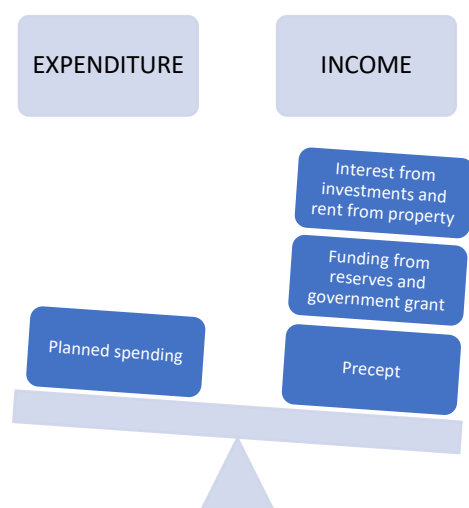 EXPENDITURE
INCOME
Interest from
investments and
rent from property
Funding from
reserves and
government grant
Planned spending
Precept